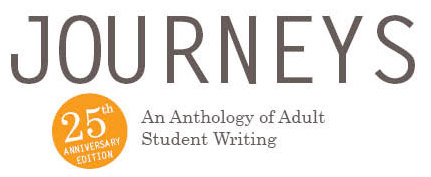 JOURNEYS
25th
ANNIVERSARY
EDITION
An Anthology of Adult
Student Writing